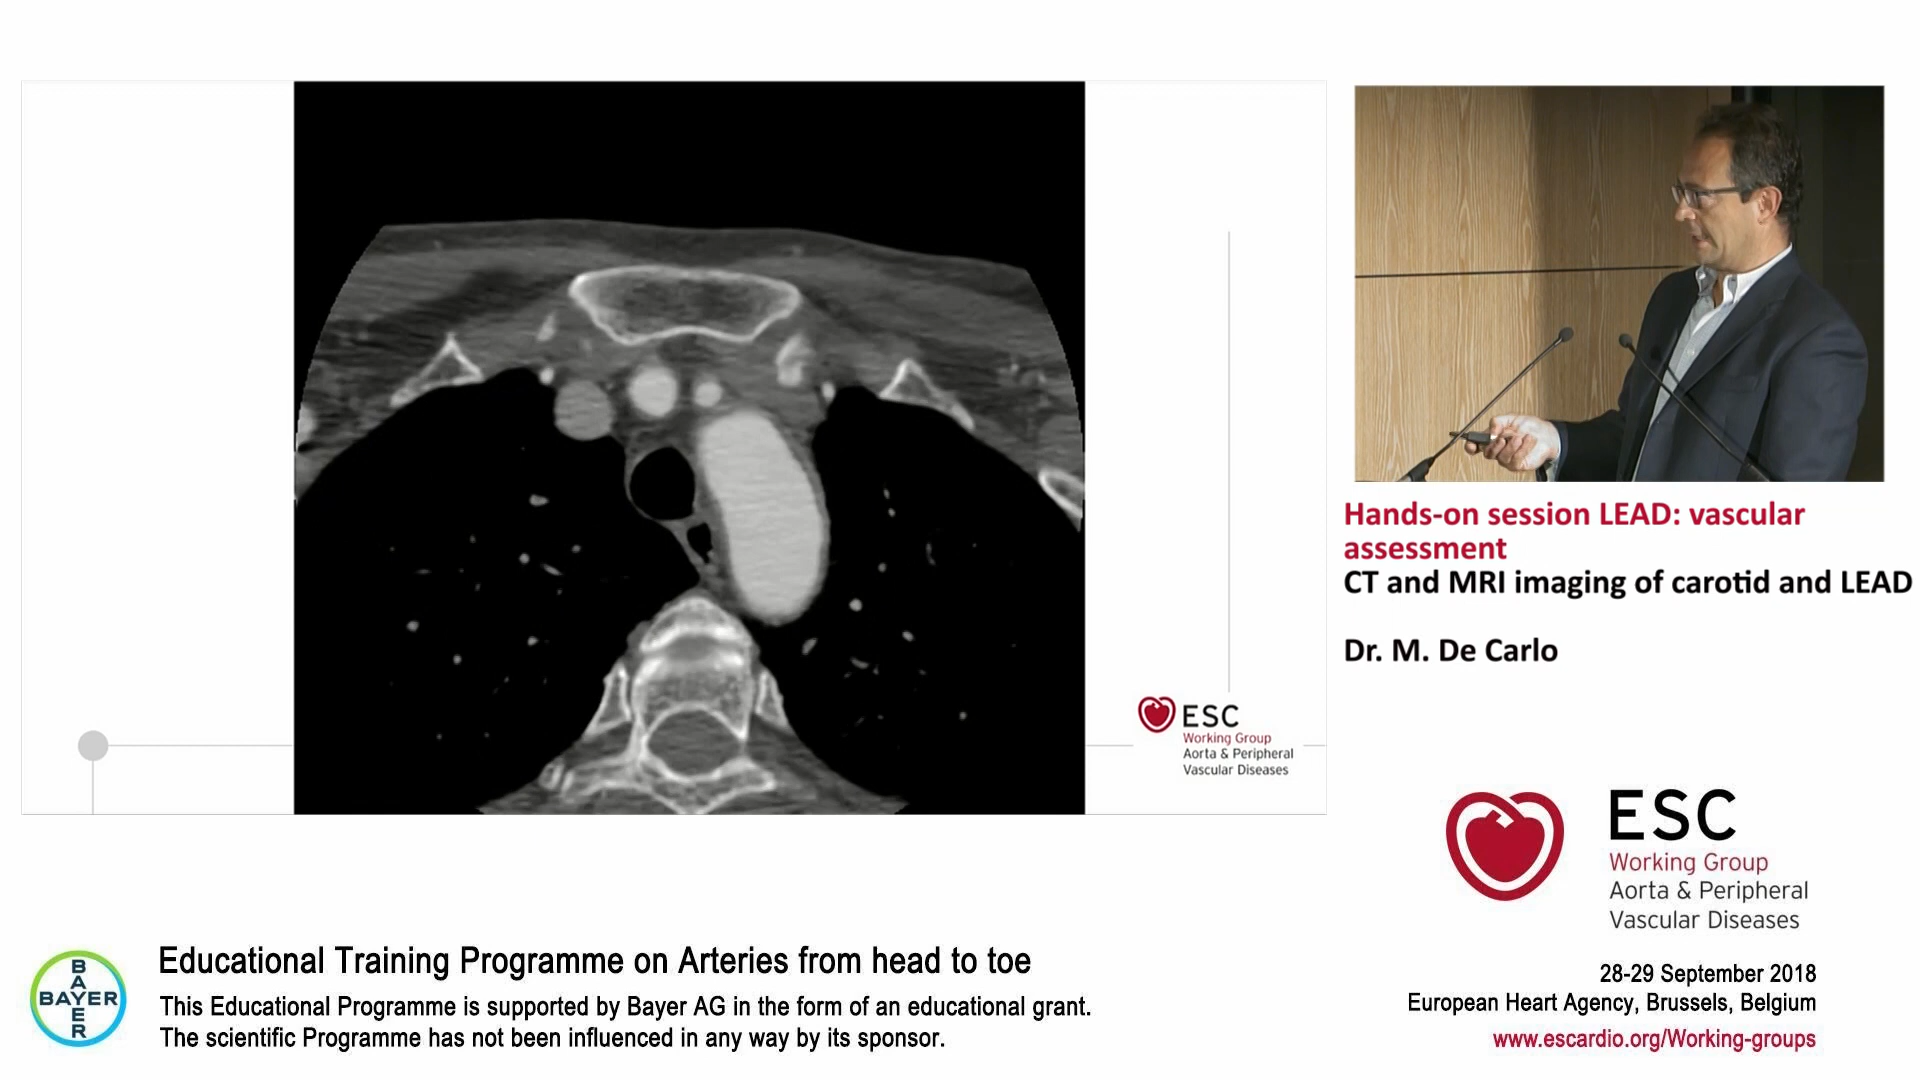 ESC
Working Group
Aorta & Peripheral
Vascular Diseases
Hands-on session LEAD: vascular
assessment
CT and MRI imaging of carotid and LEAD
Dr. M. De Carlo
ESC
Working Group
Aorta & Peripheral
Vascular Diseases
BAYER
BAYER
Educational Training Programme on Arteries from head to toe
This Educational Programme is supported by Bayer AG in the form of an educational grant.
The scientific Programme has not been influenced in any way by its sponsor.
28-29 September 2018
European Heart Agency, Brussels, Belgium
www.escardio.org/Working-groups